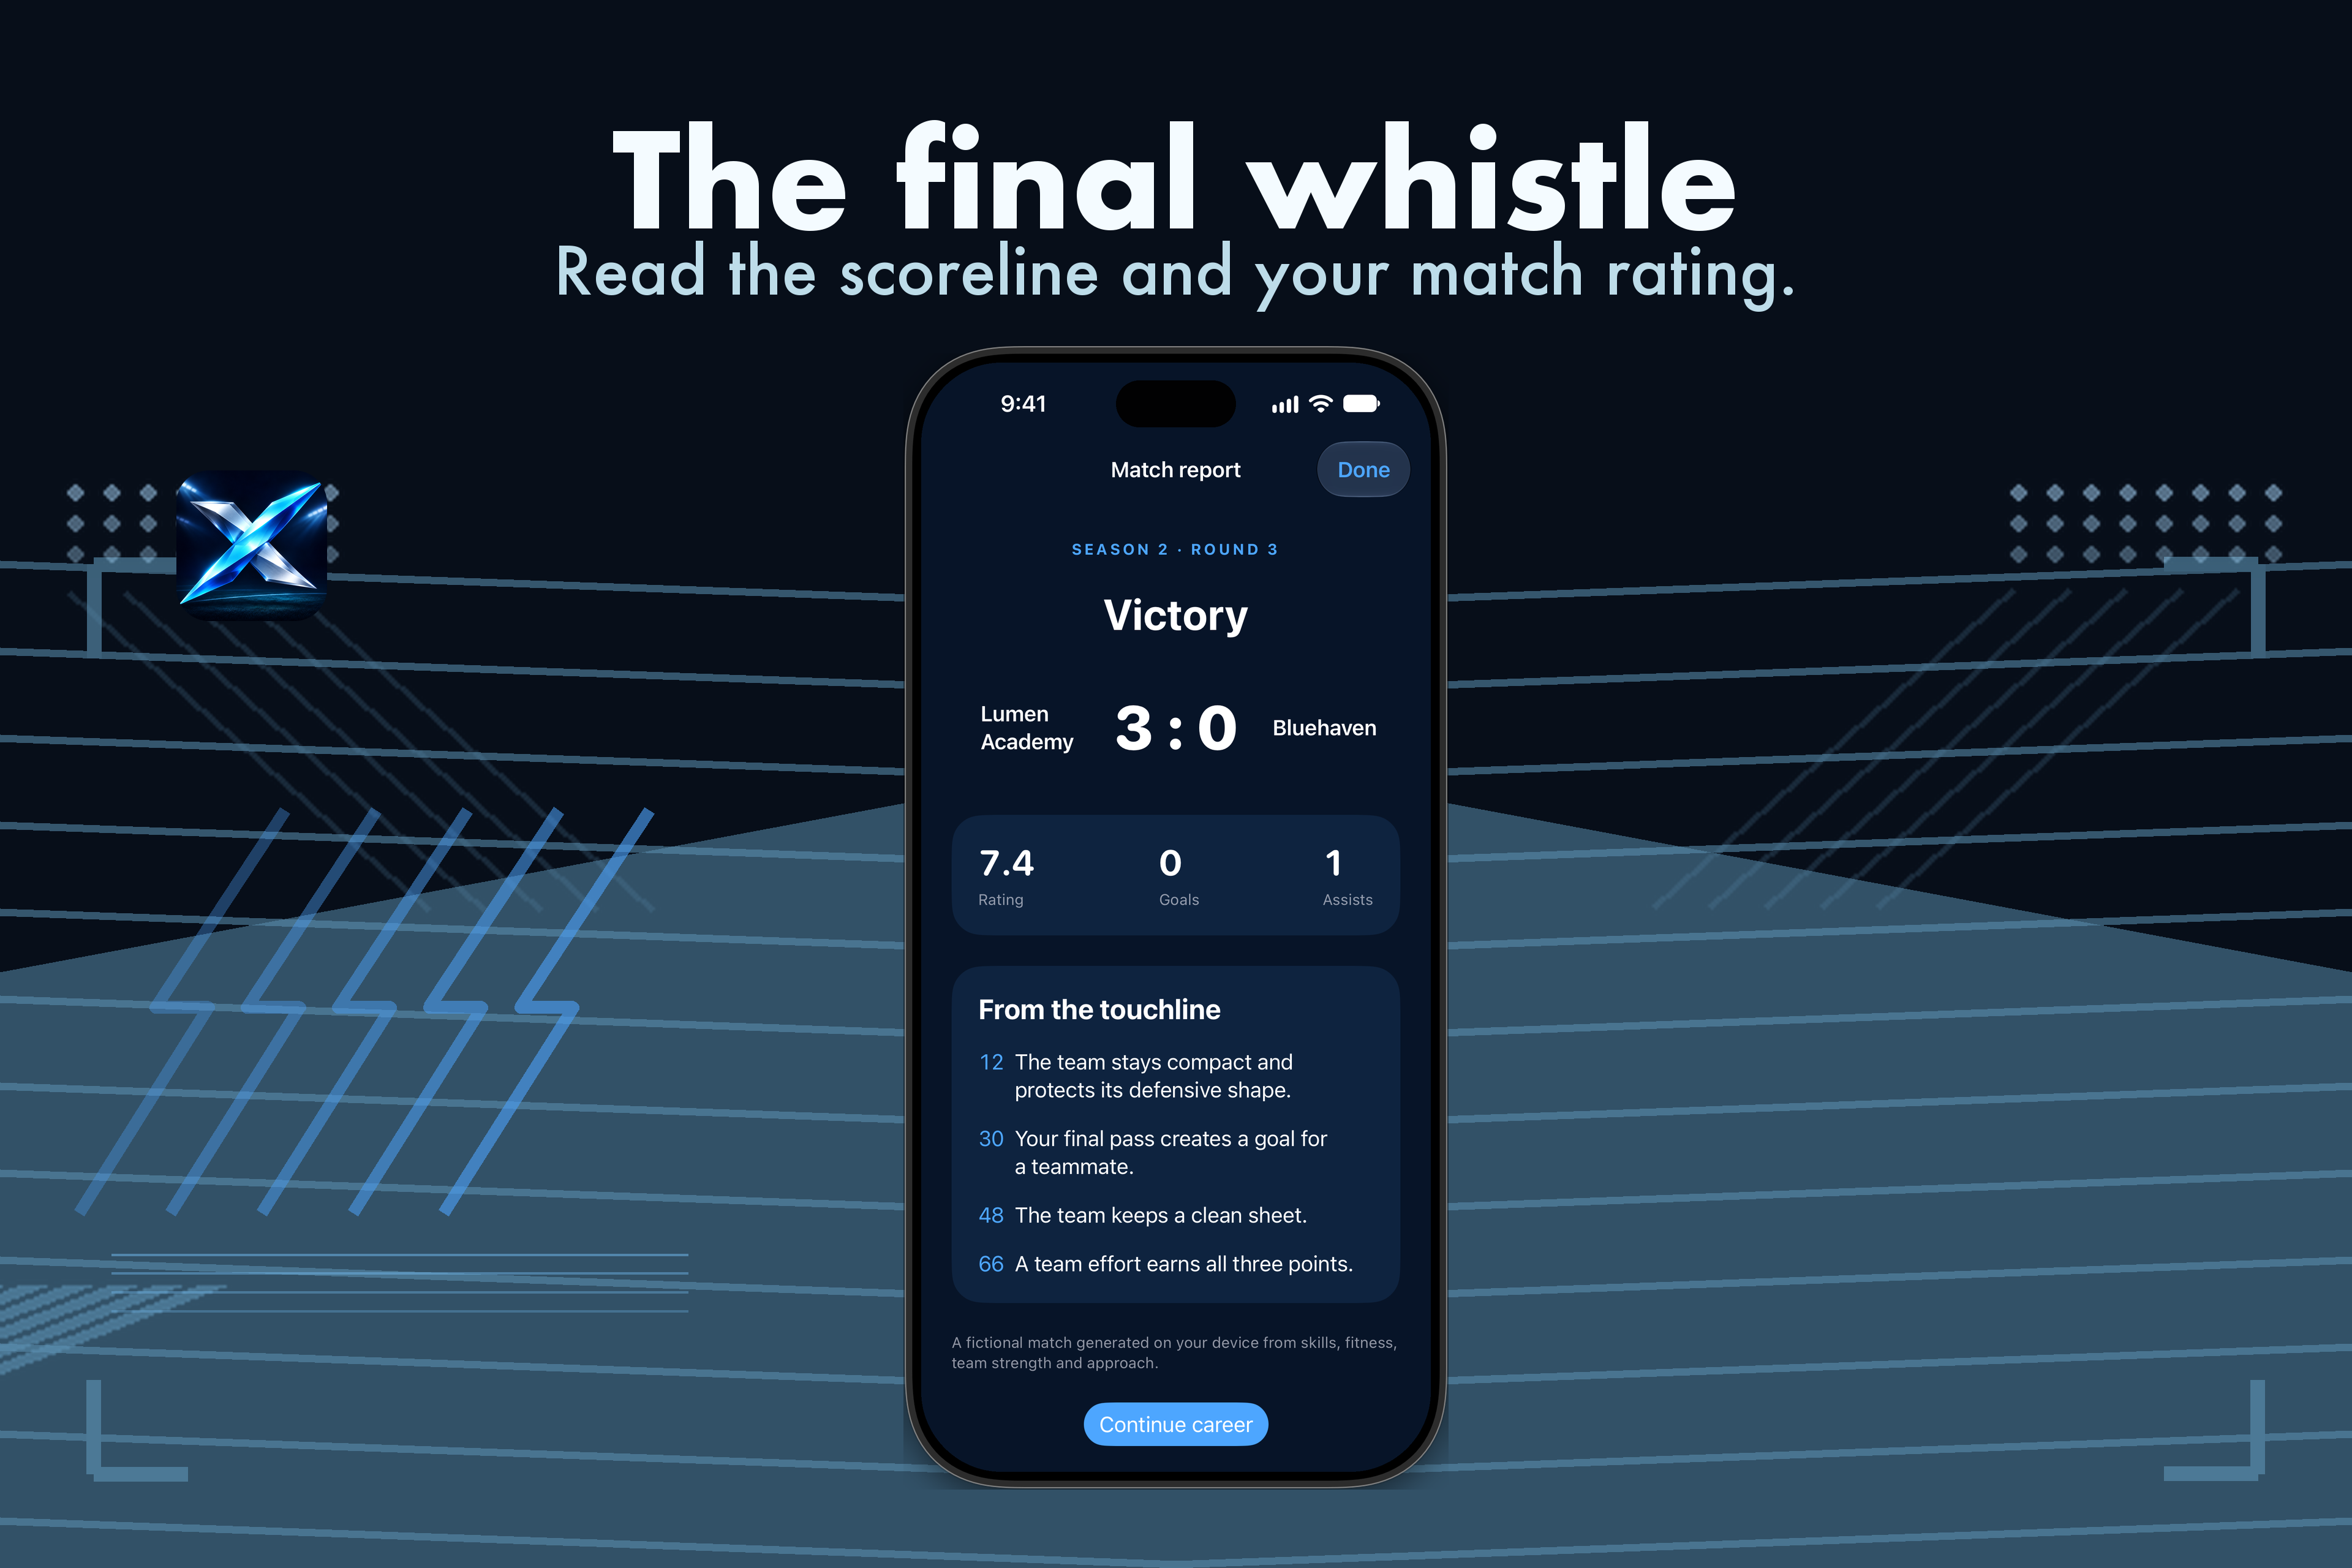 The final whistle
Read the scoreline and your match rating.
9:41
Match report
Done
SEASON 2 · ROUND 3
Victory
Lumen
Academy
3 : 0
Bluehaven
7.4
0
1
Rating
Goals
Assists
From the touchline
12 The team stays compact and
protects its defensive shape.
30 Your final pass creates a goal for
a teammate.
48 The team keeps a clean sheet.
66 A team effort earns all three points.
A fictional match generated on your device from skills, fitness,
team strength and approach.
Continue career